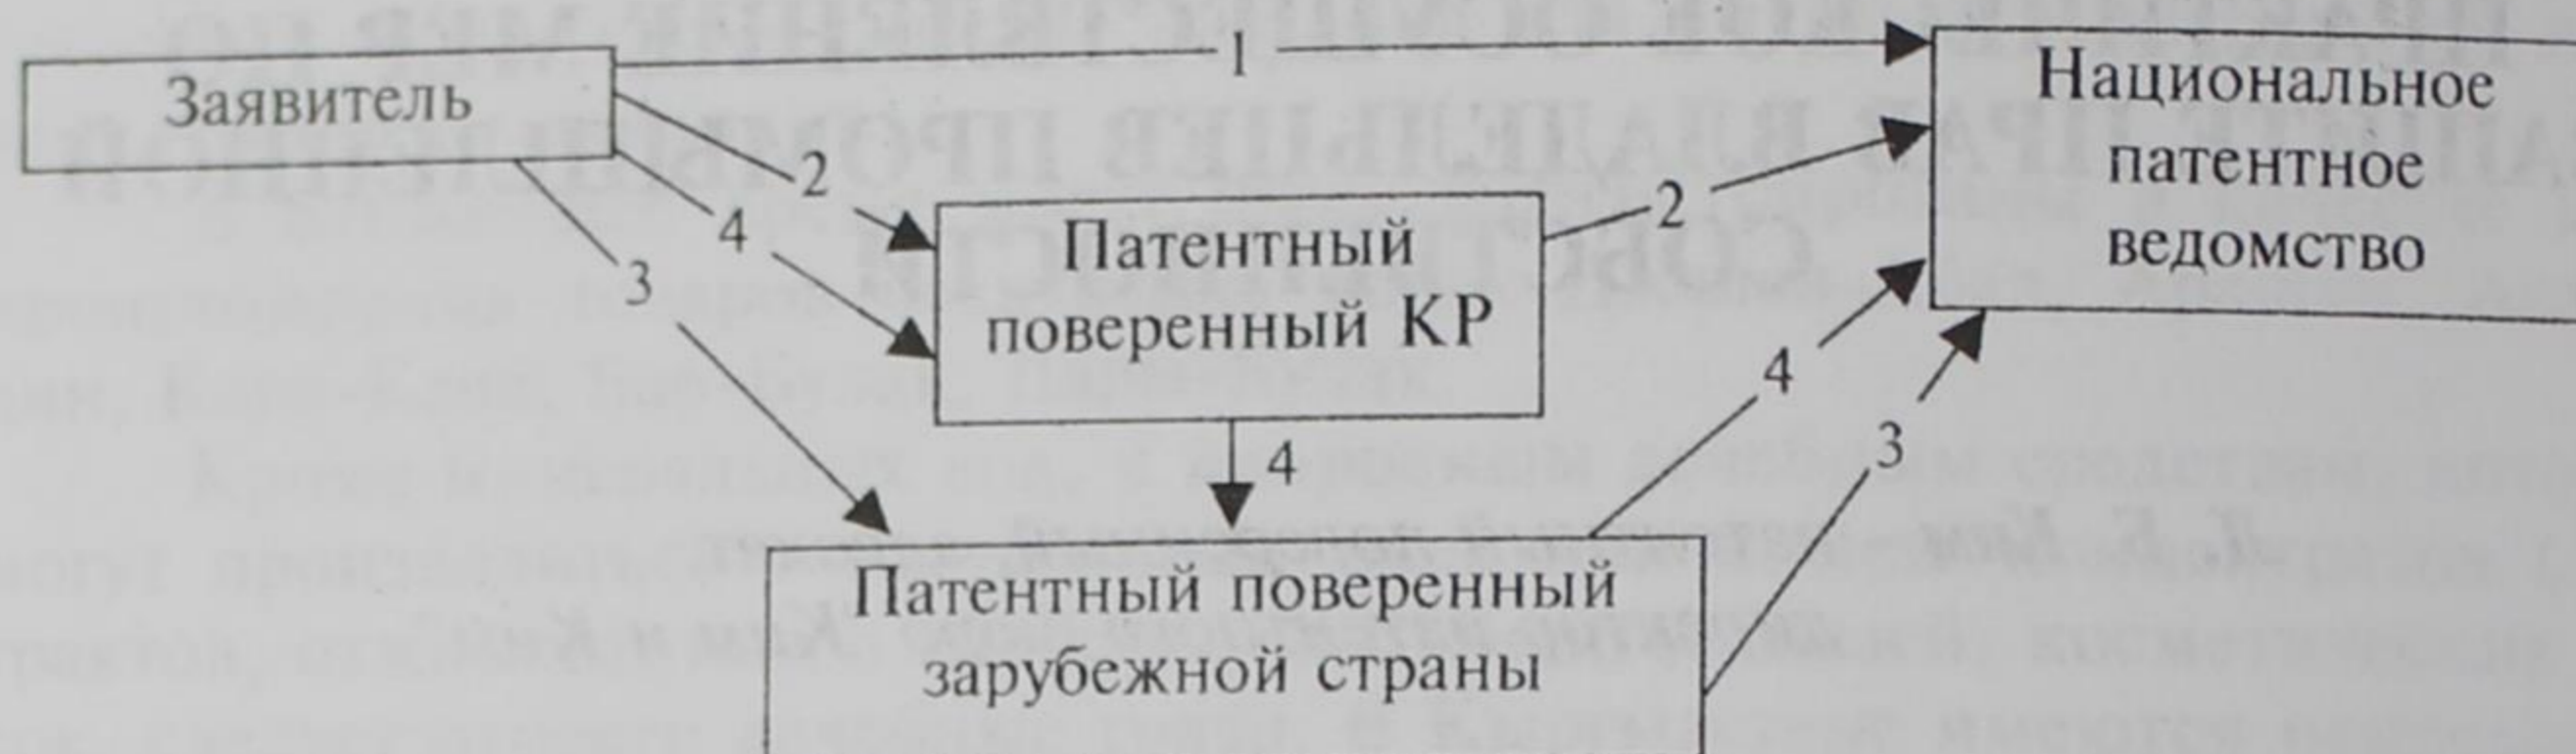 Заявитель
1
Национальное
патентное
ведомство
2
4
3
Патентный
поверенный КР
2
4
4
3
Патентный поверенный
зарубежной страны